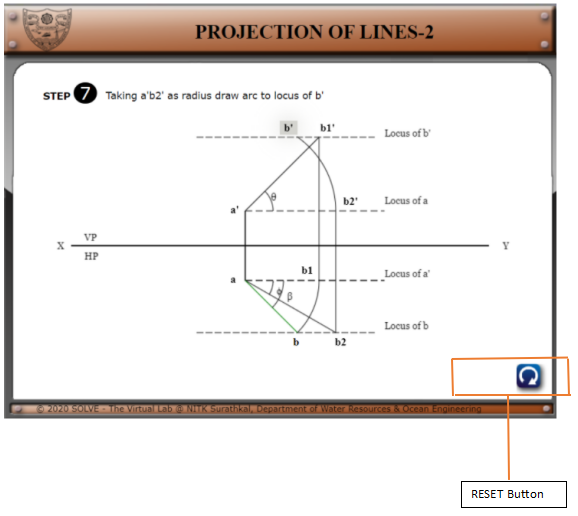 PROJECTION OF LINES-2
STEP 7 Taking a'b2' as radius draw arc to locus of b'
b' b1' Locus of b'
θ
a' b2' Locus of a
VP
X Y
HP
b1 Locus of a'
a
ϕ β
Locus of b
b b2
© 2020 SOLVE - The Virtual Lab @ NITK Surathkal, Department of Water Resources & Ocean Engineering
RESET Button